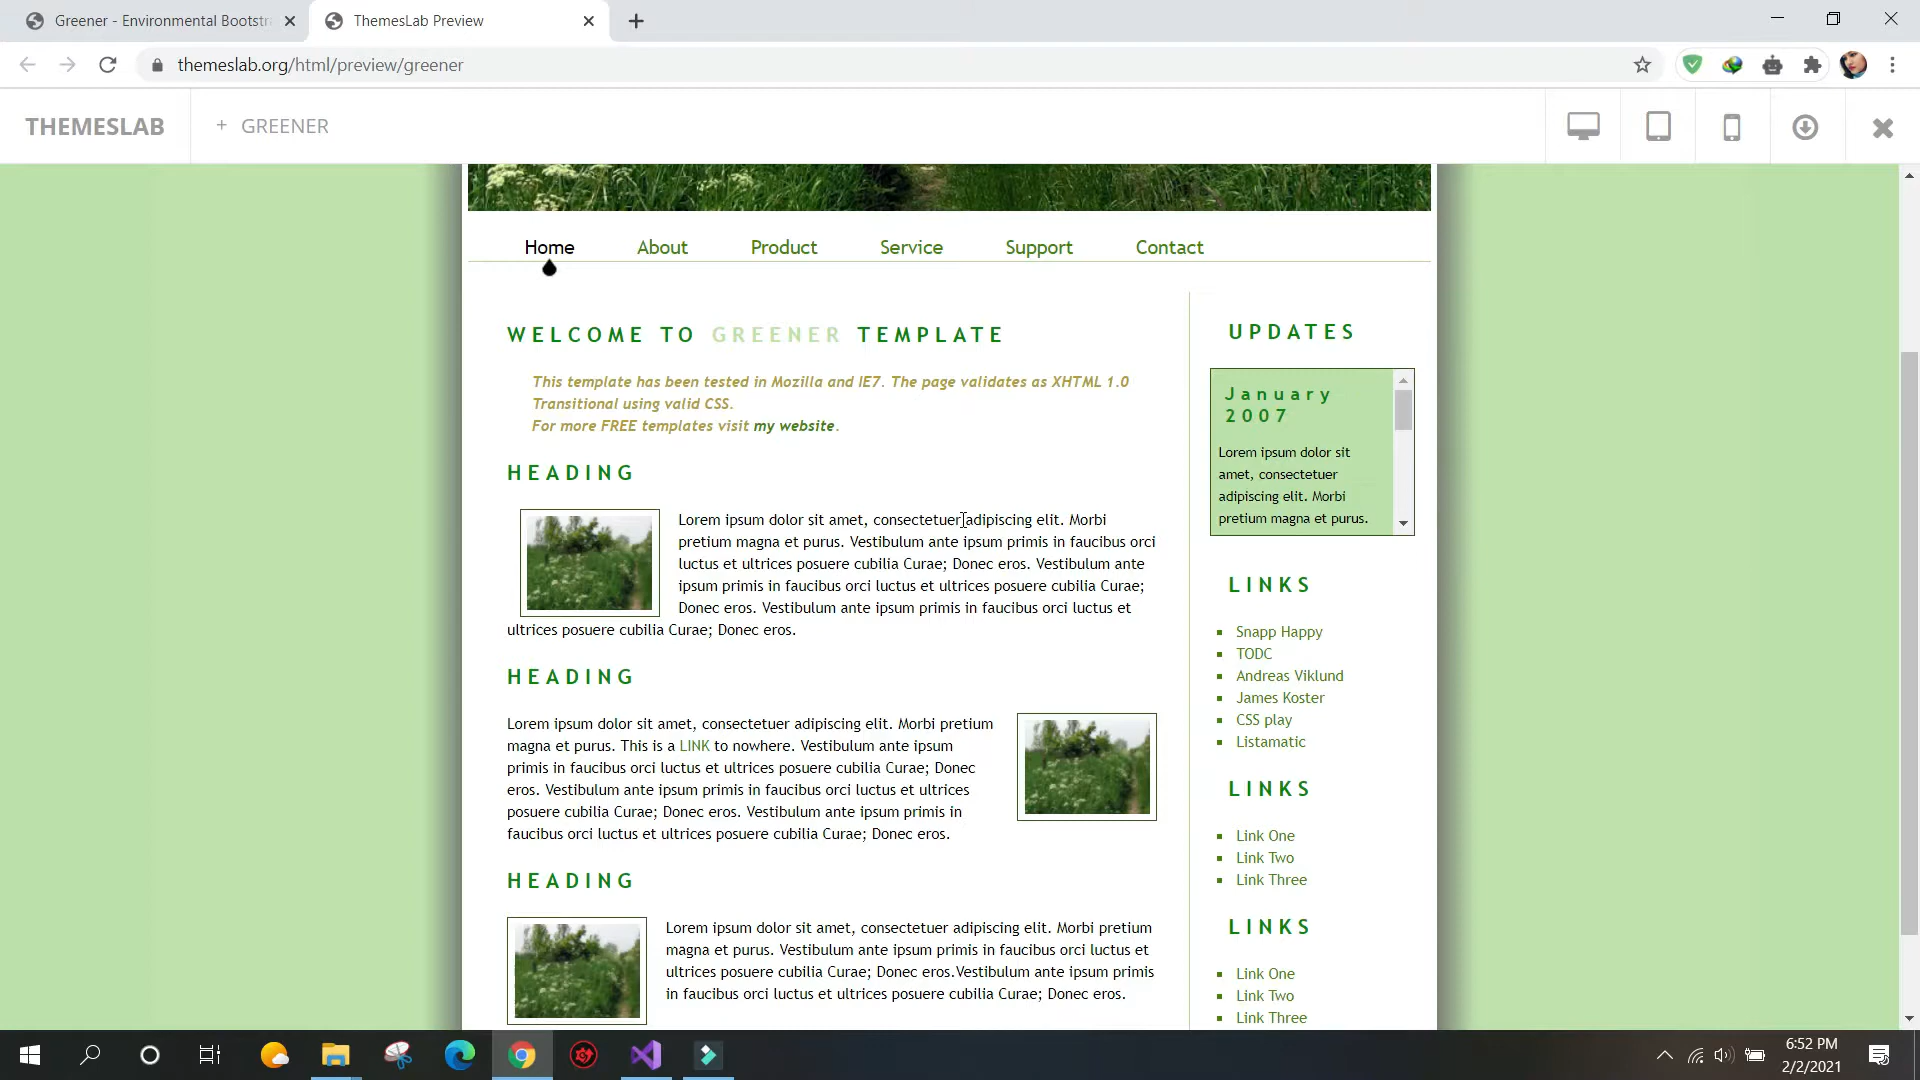 Greener - Environmental Bootstr
ThemesLab Preview
themeslab.org/html/preview/greener
THEMESLAB
+ GREENER
Home About Product Service Support Contact
WELCOME TO GREENER TEMPLATE
This template has been tested in Mozilla and IE7. The page validates as XHTML 1.0
Transitional using valid CSS.
For more FREE templates visit my website.
HEADING
Lorem ipsum dolor sit amet, consectetuer adipiscing elit. Morbi
pretium magna et purus. Vestibulum ante ipsum primis in faucibus orci
luctus et ultrices posuere cubilia Curae; Donec eros. Vestibulum ante
ipsum primis in faucibus orci luctus et ultrices posuere cubilia Curae;
Donec eros. Vestibulum ante ipsum primis in faucibus orci luctus et
ultrices posuere cubilia Curae; Donec eros.
HEADING
Lorem ipsum dolor sit amet, consectetuer adipiscing elit. Morbi pretium
magna et purus. This is a LINK to nowhere. Vestibulum ante ipsum
primis in faucibus orci luctus et ultrices posuere cubilia Curae; Donec
eros. Vestibulum ante ipsum primis in faucibus orci luctus et ultrices
posuere cubilia Curae; Donec eros. Vestibulum ante ipsum primis in
faucibus orci luctus et ultrices posuere cubilia Curae; Donec eros.
HEADING
Lorem ipsum dolor sit amet, consectetuer adipiscing elit. Morbi pretium
magna et purus. Vestibulum ante ipsum primis in faucibus orci luctus et
ultrices posuere cubilia Curae; Donec eros.Vestibulum ante ipsum primis
in faucibus orci luctus et ultrices posuere cubilia Curae; Donec eros.
UPDATES
January
2007
Lorem ipsum dolor sit
amet, consectetuer
adipiscing elit. Morbi
pretium magna et purus.
LINKS
Snapp Happy
TODC
Andreas Viklund
James Koster
CSS play
Listamatic
LINKS
Link One
Link Two
Link Three
LINKS
Link One
Link Two
Link Three
6:52 PM
2/2/2021